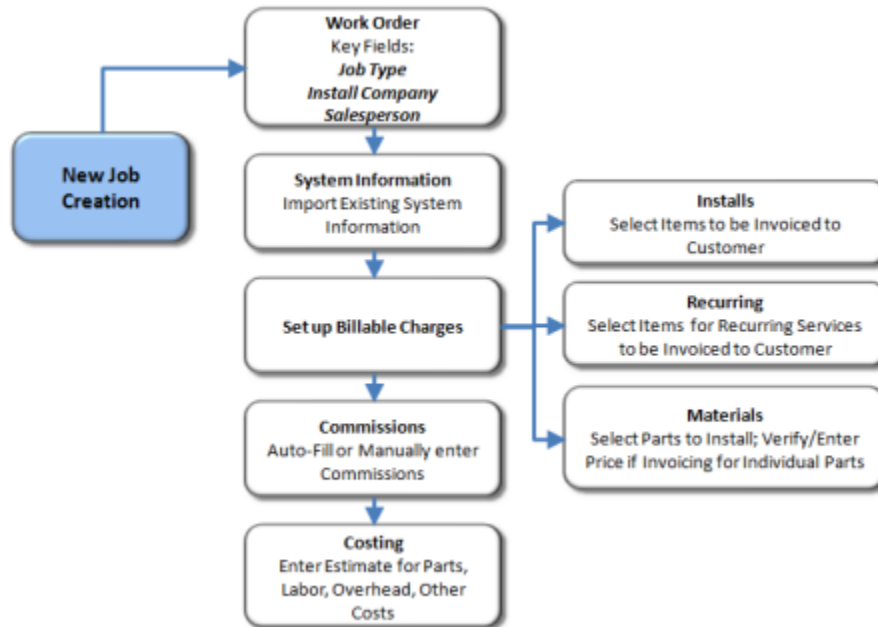 Work Order
Key Fields:
Job Type
Install Company
Salesperson
New Job
Creation
System Information
Import Existing System
Information
Set up Billable Charges
Installs
Select Items to be Invoiced to
Customer
Recurring
Select Items for Recurring Services
to be Invoiced to Customer
Materials
Select Parts to Install; Verify/Enter
Price if Invoicing for Individual Parts
Commissions
Auto-Fill or Manually enter
Commissions
Costing
Enter Estimate for Parts,
Labor, Overhead, Other
Costs